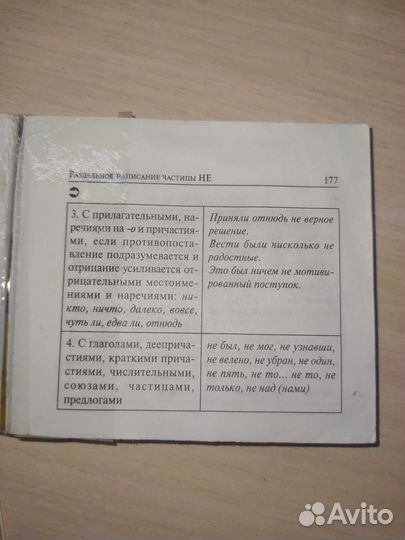 Раздельное написание частицы НЕ 177
3. С прилагательными, на-
речиями на -о и причастия-
ми, если противопостав-
ление подразумевается и
отрицание усиливается от-
рицательными местоиме-
ниями и наречиями: ни-
кто, ничто, далеко, вовсе,
чуть ли, едва ли, отнюдь
Приняли отнюдь не верное
решение.
Вести были нисколько не
радостные.
Это был ничем не мотиви-
рованный поступок.
4. С глаголами, дееприча-
стиями, краткими прича-
стиями, числительными,
союзами, частицами,
предлогами
не был, не мог, не узнавши,
не велено, не убран, не один,
не пять, не то... не то, не
только, не над (нами)
Avito